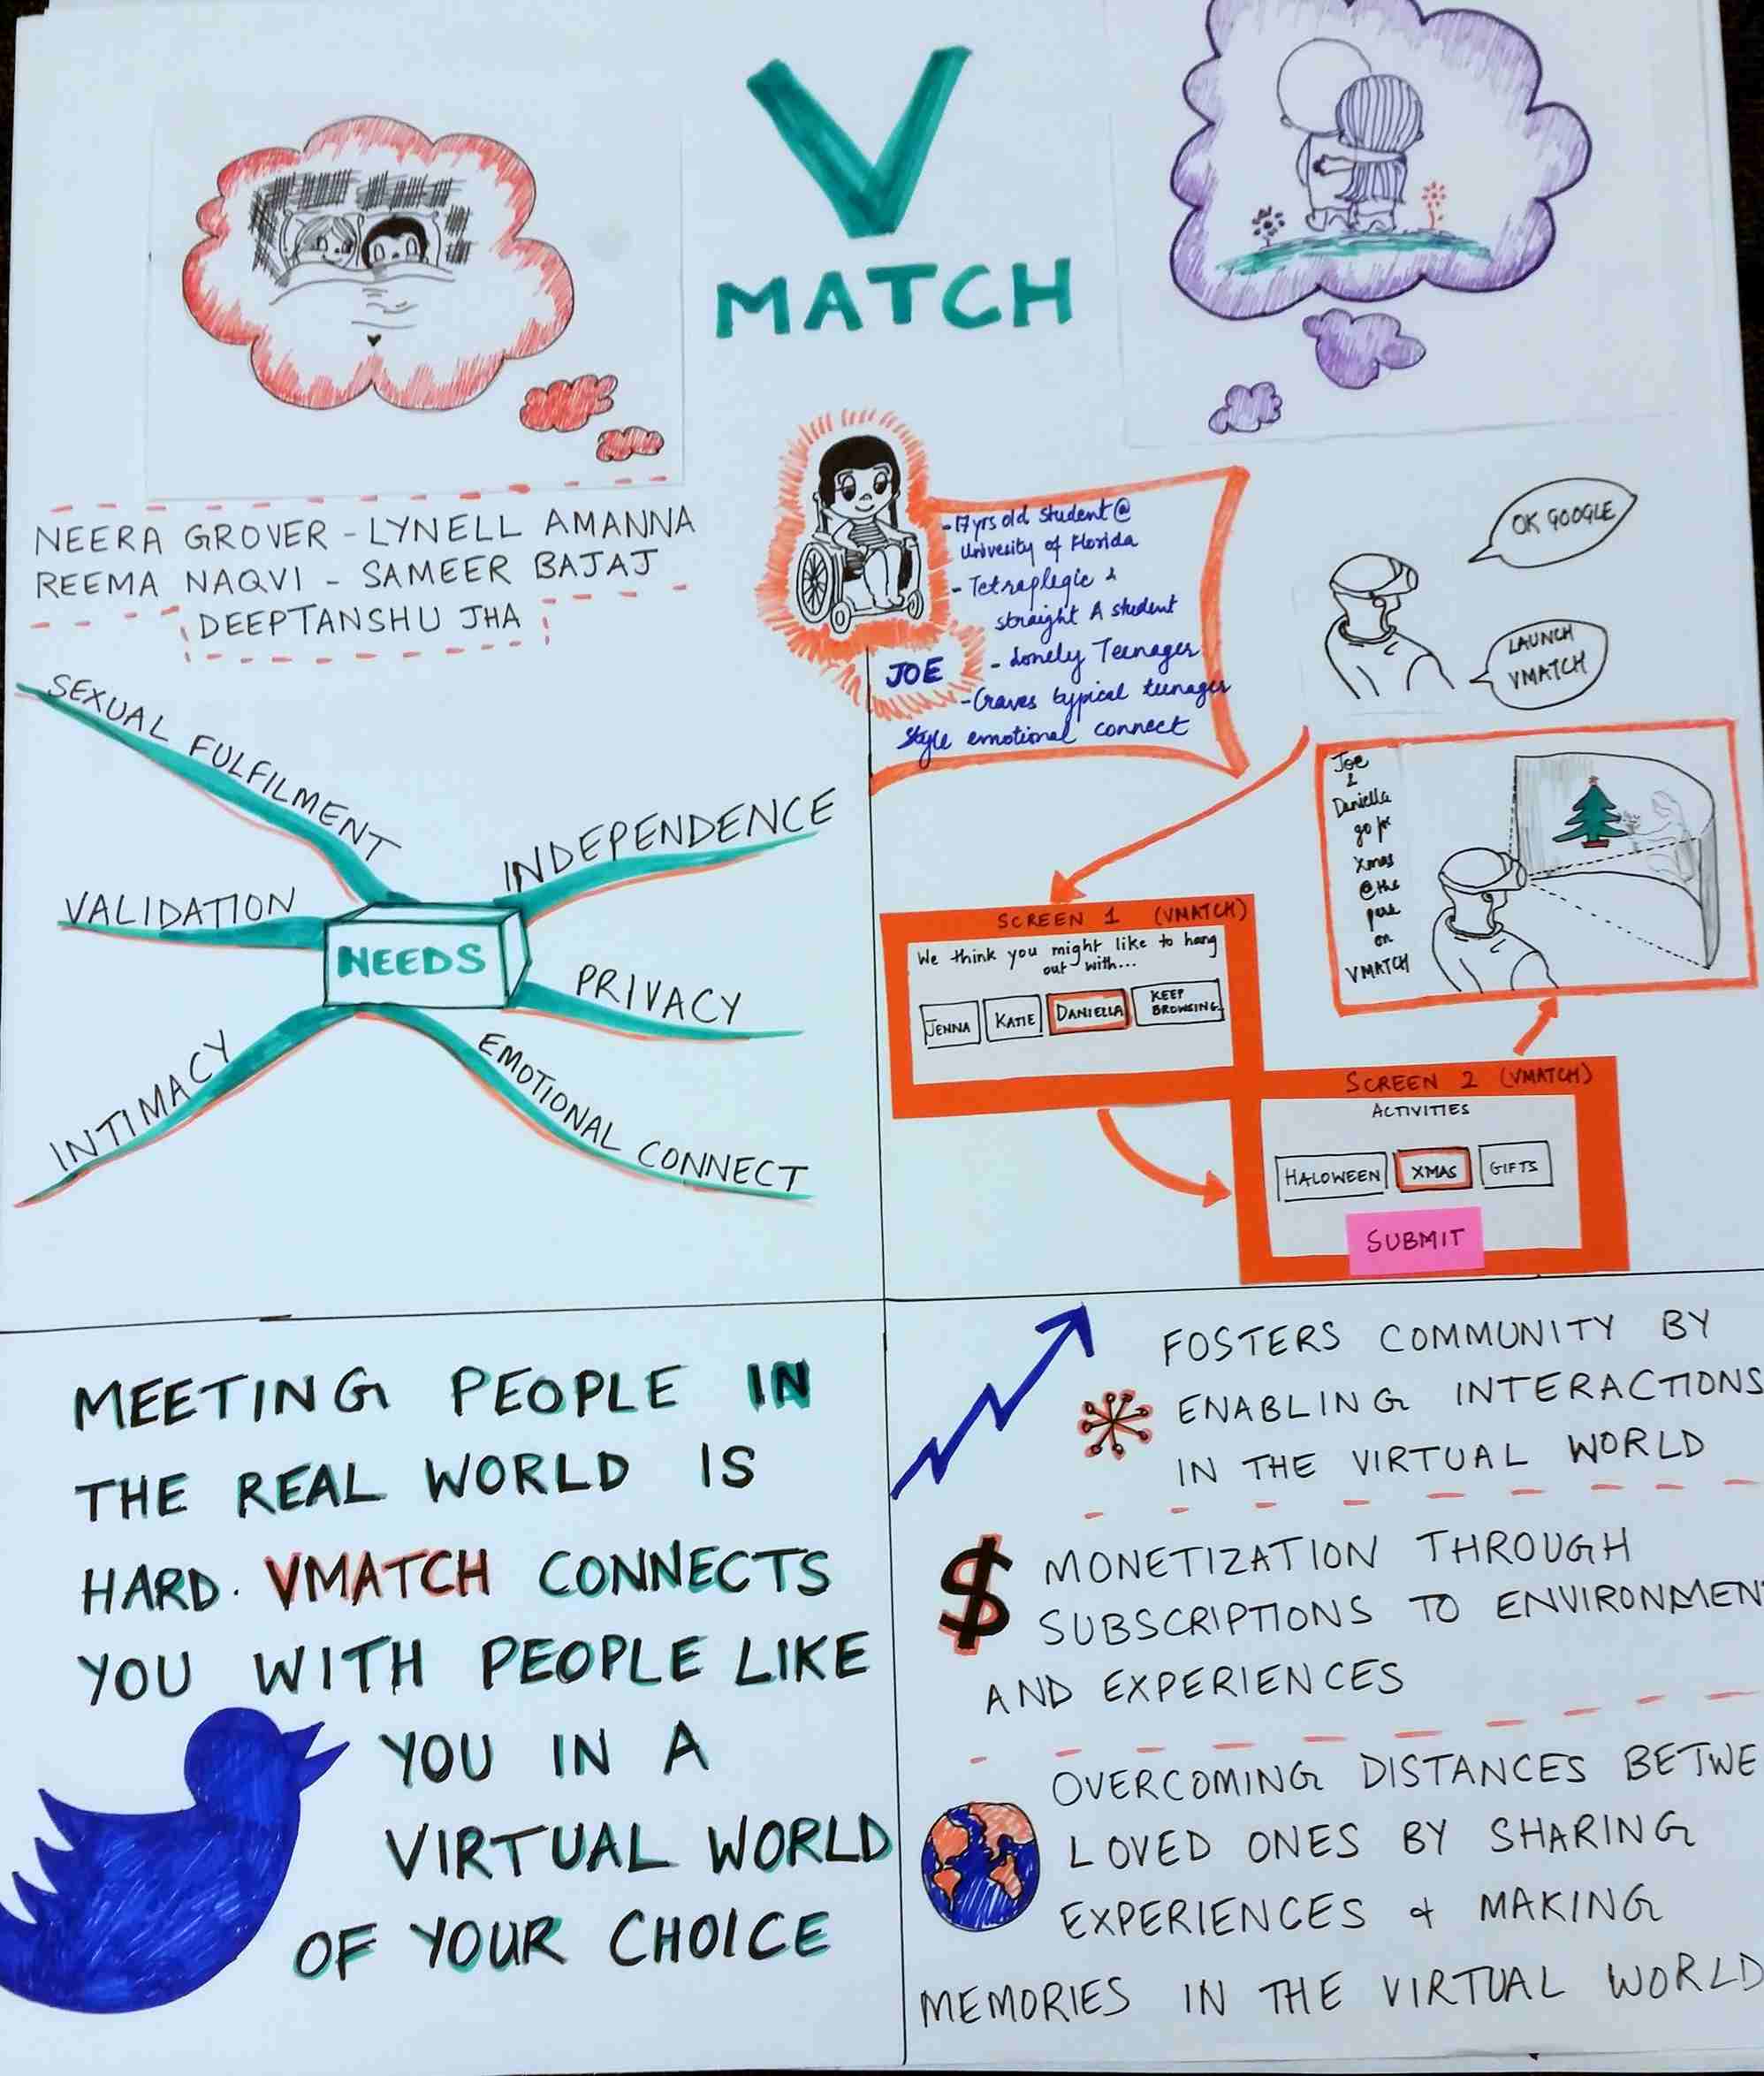 V
MATCH
NEERA GROVER - LYNELL AMANNA
REEMA NAQVI - SAMEER BAJAJ
DEEPTANSHU JHA
- 17yrs old student @
Univesity of Florida
- Tetraplegic &
straight A student
- Lonely Teenager
- Craves typical teenager
style emotional connect
JOE
OK GOOGLE
LAUNCH
VMATCH
SEXUAL FULFILMENT
VALIDATION
INTIMACY
NEEDS
INDEPENDENCE
PRIVACY
EMOTIONAL CONNECT
SCREEN 1 (VMATCH)
We think you might like to hang
out with...
JENNA
KATIE
DANIELLA
KEEP
BROWSING
SCREEN 2 (VMATCH)
ACTIVITIES
HALOWEEN
XMAS
GIFTS
SUBMIT
Joe
&
Daniella
go for
Xmas
@ the
park
on
VMATCH
MEETING PEOPLE IN
THE REAL WORLD IS
HARD. VMATCH CONNECTS
YOU WITH PEOPLE LIKE
YOU IN A
VIRTUAL WORLD
OF YOUR CHOICE
FOSTERS COMMUNITY BY
ENABLING INTERACTIONS
IN THE VIRTUAL WORLD
$ MONETIZATION THROUGH
SUBSCRIPTIONS TO ENVIRONMENT
AND EXPERIENCES
OVERCOMING DISTANCES BETWE
LOVED ONES BY SHARING
EXPERIENCES & MAKING
MEMORIES IN THE VIRTUAL WORLD